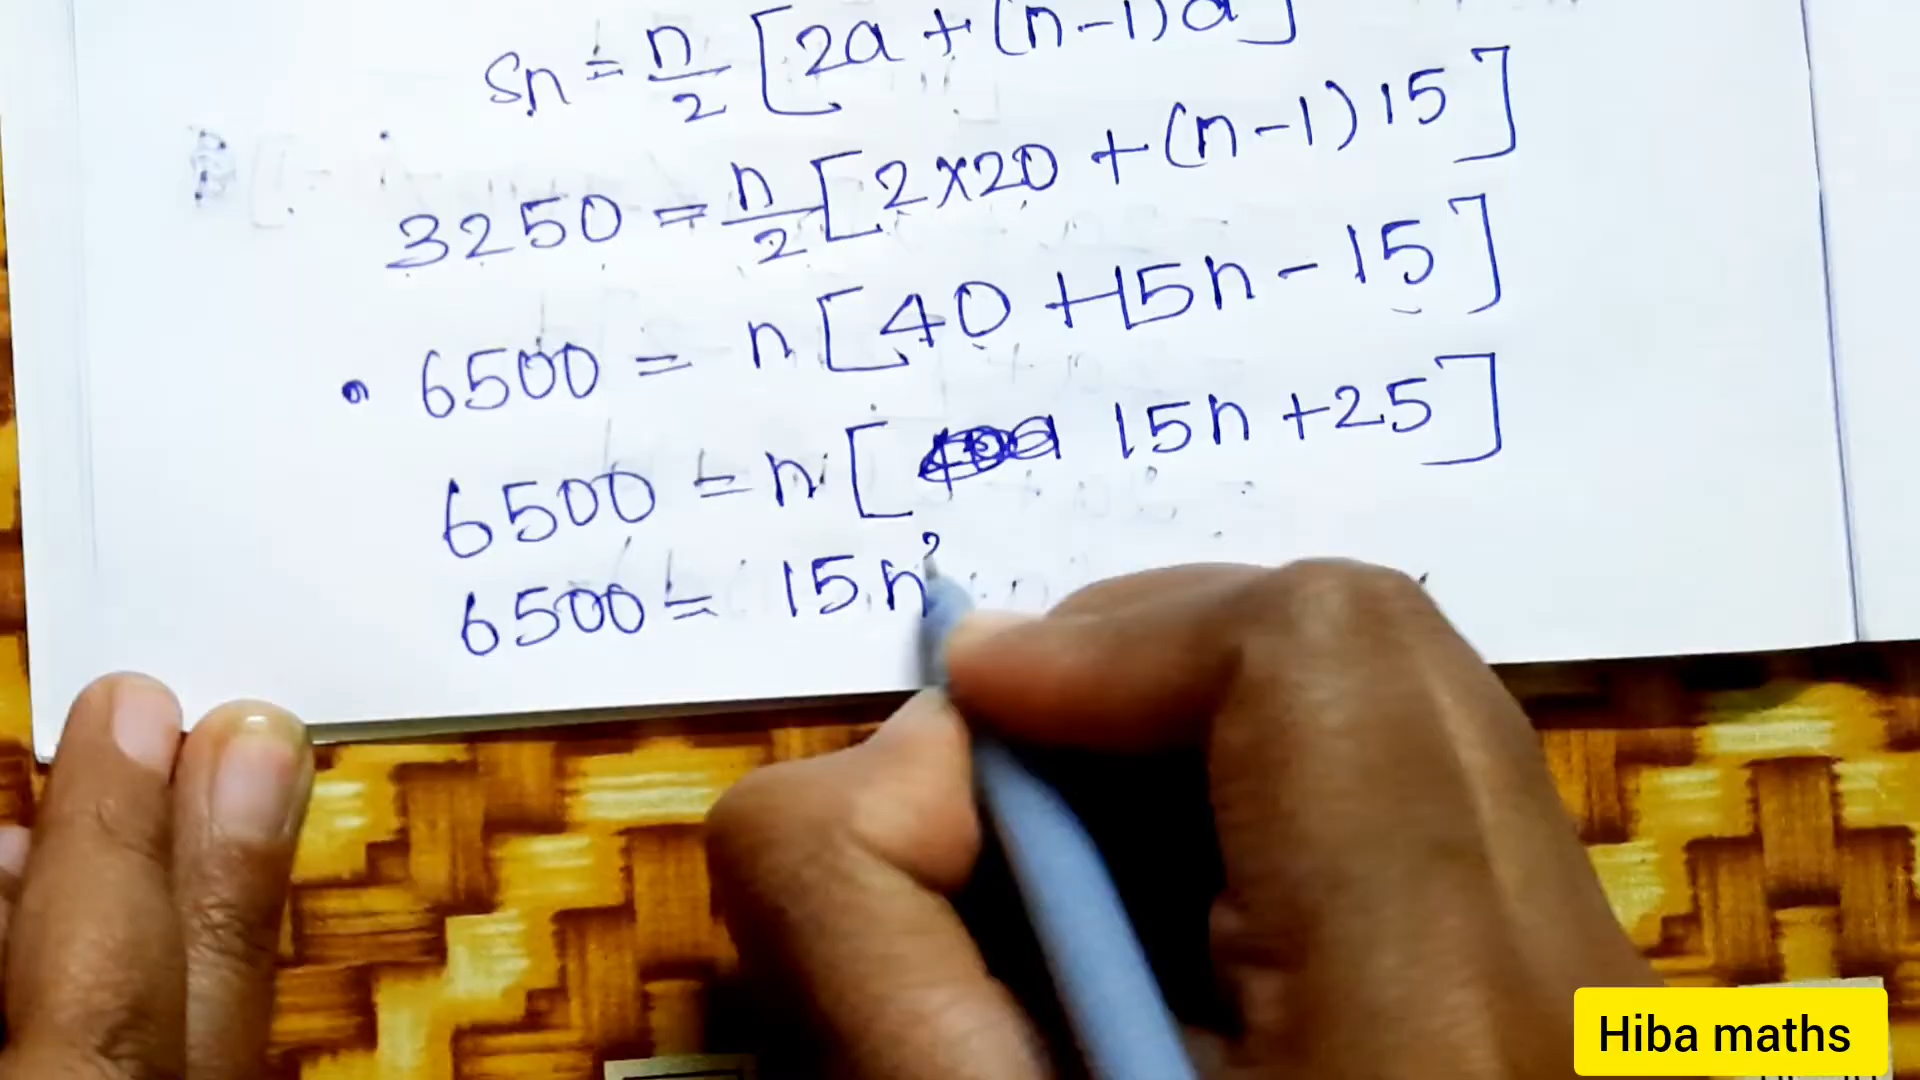 Sn = n/2 [2a + (n-1)d]
3250 = n/2 [2×20 + (n-1)15]
6500 = n[40 +15n - 15]
6500 = n[ 15n +25]
6500 = 15n²
Hiba maths